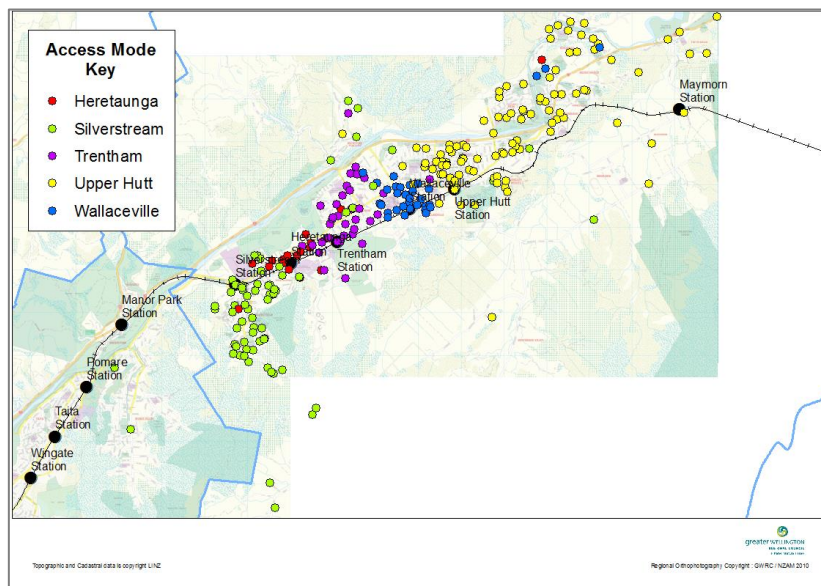 Access Mode
Key
Heretaunga
Silverstream
Trentham
Upper Hutt
Wallaceville
Maymorn
Station
Wallaceville
Station
Upper Hutt
Station
Heretaunga
Station
Trentham
Station
Silverstream
Station
Manor Park
Station
Pomare
Station
Taita
Station
Wingate
Station
greater WELLINGTON
REGIONAL COUNCIL
Topographic and Cadastral data is copyright LINZ
Regional Orthophotography Copyright : GWRC / NZAM 2010